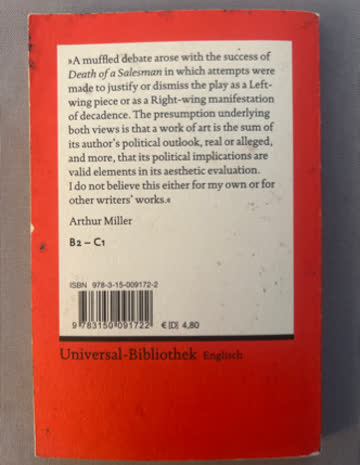 »A muffled debate arose with the success of
Death of a Salesman in which attempts were
made to justify or dismiss the play as a Left-
wing piece or as a Right-wing manifestation
of decadence. The presumption underlying
both views is that a work of art is the sum of
its author's political outlook, real or alleged,
and more, that its political implications are
valid elements in its aesthetic evaluation.
I do not believe this either for my own or for
other writers' works.«
Arthur Miller
B2 – C1
ISBN 978-3-15-009172-2
9 783150 091722 € [D] 4,80
Universal-Bibliothek Englisch